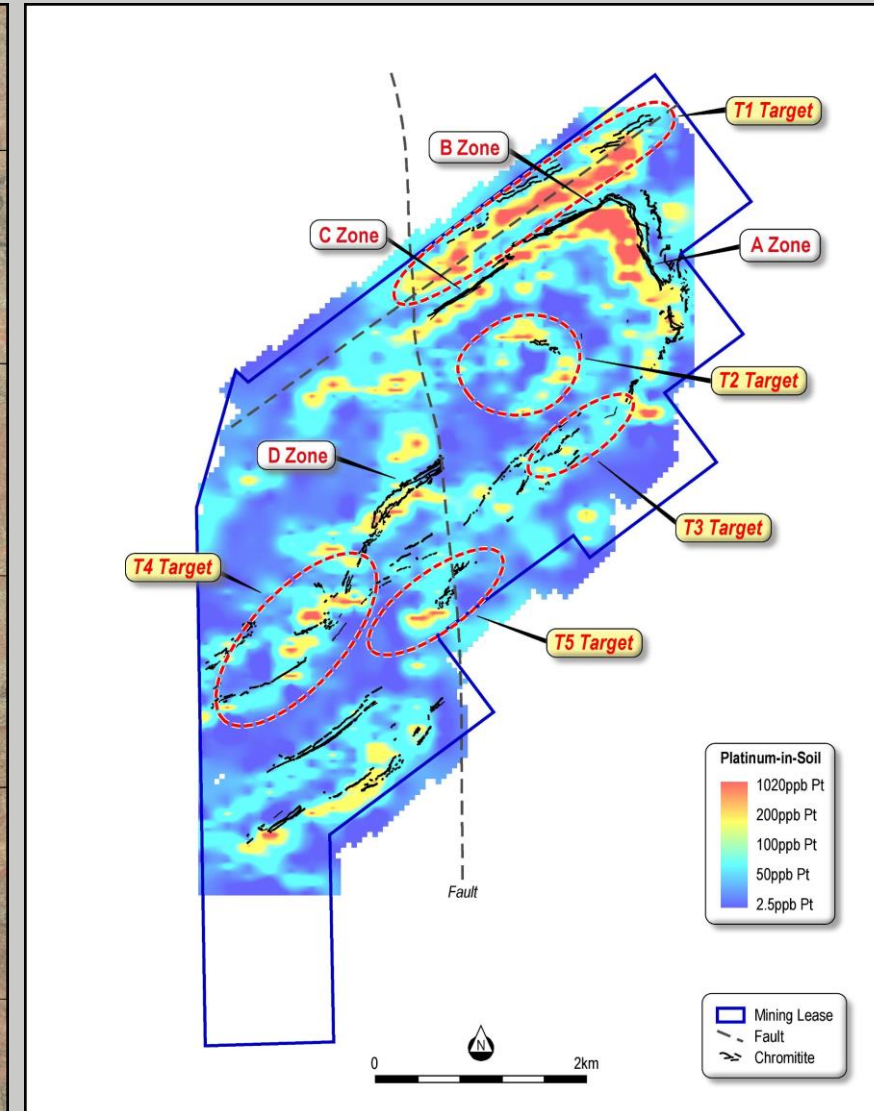 T1 Target
B Zone
C Zone
A Zone
T2 Target
D Zone
T3 Target
T4 Target
T5 Target
Platinum-in-Soil
1020ppb Pt
200ppb Pt
100ppb Pt
50ppb Pt
2.5ppb Pt
Fault
Mining Lease
Fault
Chromitite
N
0 2km